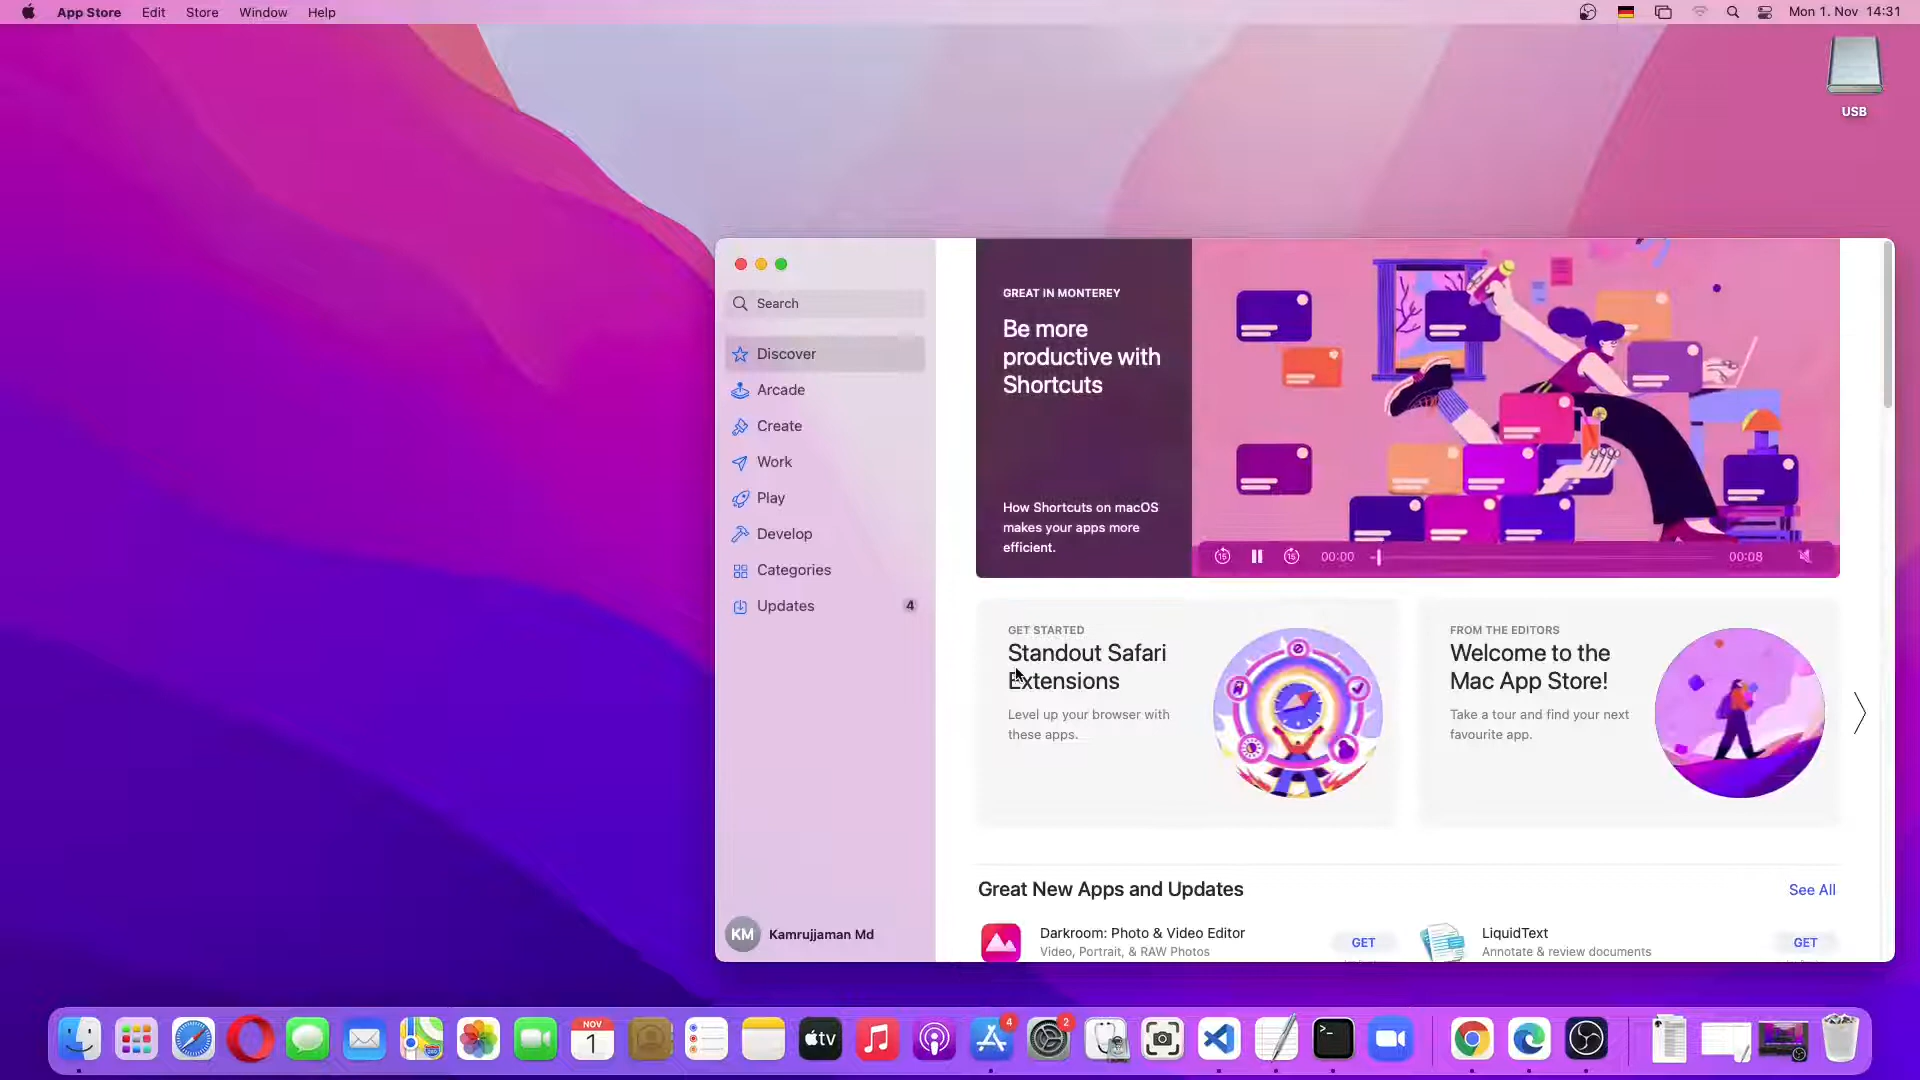 App Store Edit Store Window Help Mon 1. Nov 14:31
USB
Search
Discover
Arcade
Create
Work
Play
Develop
Categories
Updates 4
KM Kamrujjaman Md
GREAT IN MONTEREY
Be more
productive with
Shortcuts
How Shortcuts on macOS
makes your apps more
efficient.
15 15 00:00 00:08
GET STARTED
Standout Safari
Extensions
Level up your browser with
these apps.
FROM THE EDITORS
Welcome to the
Mac App Store!
Take a tour and find your next
favourite app.
Great New Apps and Updates See All
Darkroom: Photo & Video Editor
Video, Portrait, & RAW Photos
GET
LiquidText
Annotate & review documents
GET
NOV
1
tv
4
2
>_